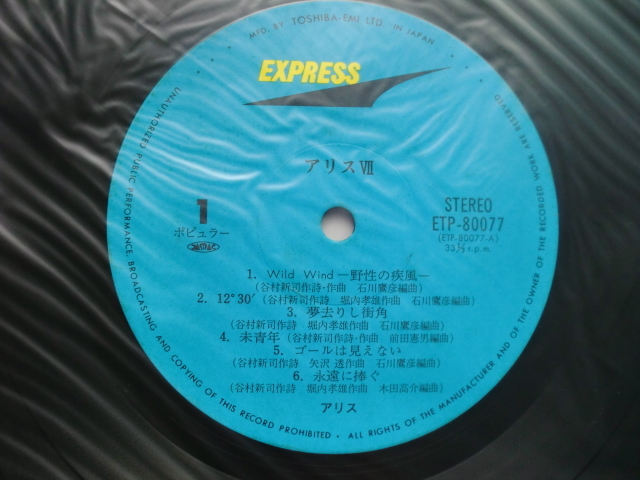 MFD. BY TOSHIBA-EMI LTD. IN JAPAN
EXPRESS
アリスⅦ
1
ポピュラー
STEREO
ETP-80077
(ETP-80077-A)
33⅓ r.p.m.
1. Wild Wind —野性の疾風—
(谷村新司作詩・作曲 石川鷹彦編曲)
2. 12°30′ (谷村新司作詩 堀内孝雄作曲 石川鷹彦編曲)
3. 夢去りし街角
(谷村新司作詩 堀内孝雄作曲 石川鷹彦編曲)
4. 未青年 (谷村新司作詩・作曲 前田憲男編曲)
5. ゴールは見えない
(谷村新司作詩 矢沢 透作曲 石川鷹彦編曲)
6. 永遠に捧ぐ
(谷村新司作詩 堀内孝雄作曲 木田高介編曲)
アリス
UNAUTHORIZED PUBLIC PERFORMANCE, BROADCASTING AND COPYING OF THIS RECORD PROHIBITED • ALL RIGHTS OF THE MANUFACTURER AND OF THE OWNER OF THE RECORDED WORK ARE RESERVED